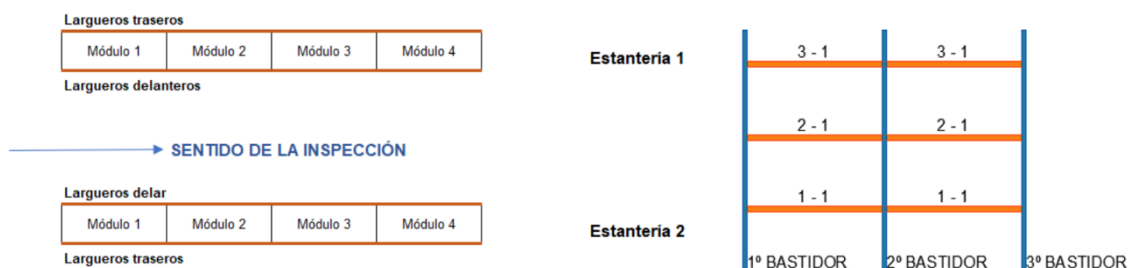 Largueros traseros
Módulo 1 Módulo 2 Módulo 3 Módulo 4
Largueros delanteros
SENTIDO DE LA INSPECCIÓN
Largueros delar
Módulo 1 Módulo 2 Módulo 3 Módulo 4
Largueros traseros
Estantería 1
Estantería 2
3 - 1 3 - 1
2 - 1 2 - 1
1 - 1 1 - 1
1º BASTIDOR 2º BASTIDOR 3º BASTIDOR